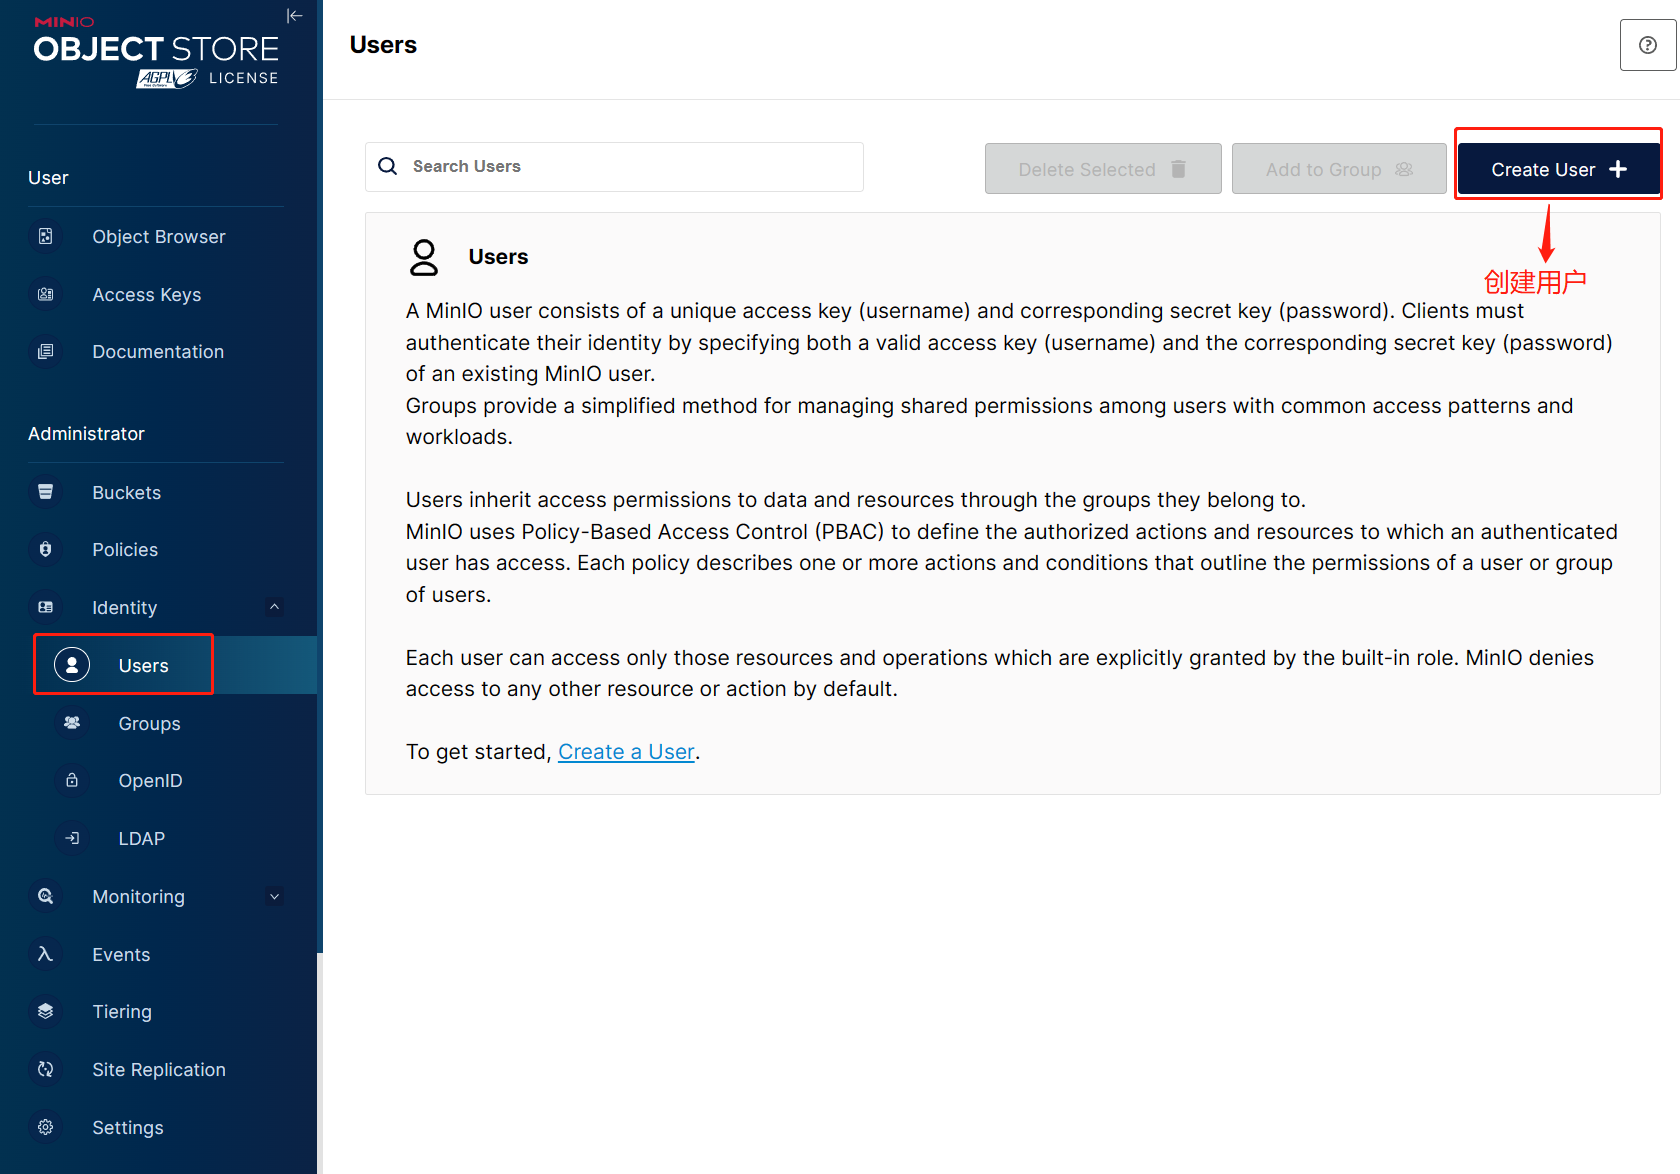 MINIO
OBJECT STORE
AGPLv3 LICENSE
User
Object Browser
Access Keys
Documentation
Administrator
Buckets
Policies
Identity
Users
Groups
OpenID
LDAP
Monitoring
Events
Tiering
Site Replication
Settings
Users
Search Users
Delete Selected
Add to Group
Create User
创建用户
Users
A MinIO user consists of a unique access key (username) and corresponding secret key (password). Clients must
authenticate their identity by specifying both a valid access key (username) and the corresponding secret key (password)
of an existing MinIO user.
Groups provide a simplified method for managing shared permissions among users with common access patterns and
workloads.
Users inherit access permissions to data and resources through the groups they belong to.
MinIO uses Policy-Based Access Control (PBAC) to define the authorized actions and resources to which an authenticated
user has access. Each policy describes one or more actions and conditions that outline the permissions of a user or group
of users.
Each user can access only those resources and operations which are explicitly granted by the built-in role. MinIO denies
access to any other resource or action by default.
To get started, Create a User.